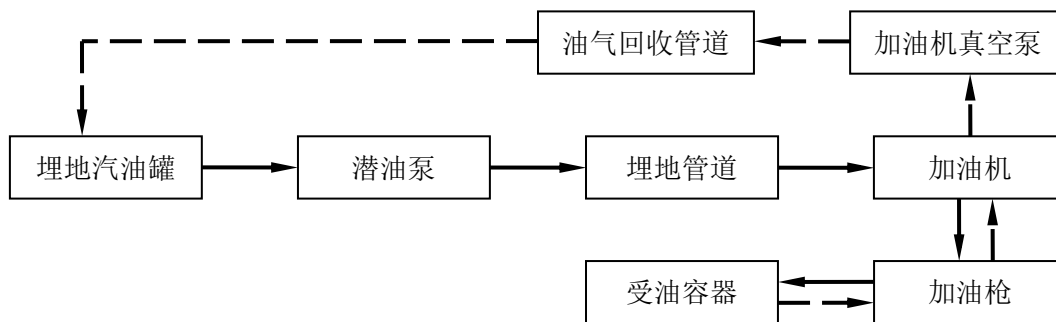 油气回收管道
加油机真空泵
埋地汽油罐
潜油泵
埋地管道
加油机
受油容器
加油枪